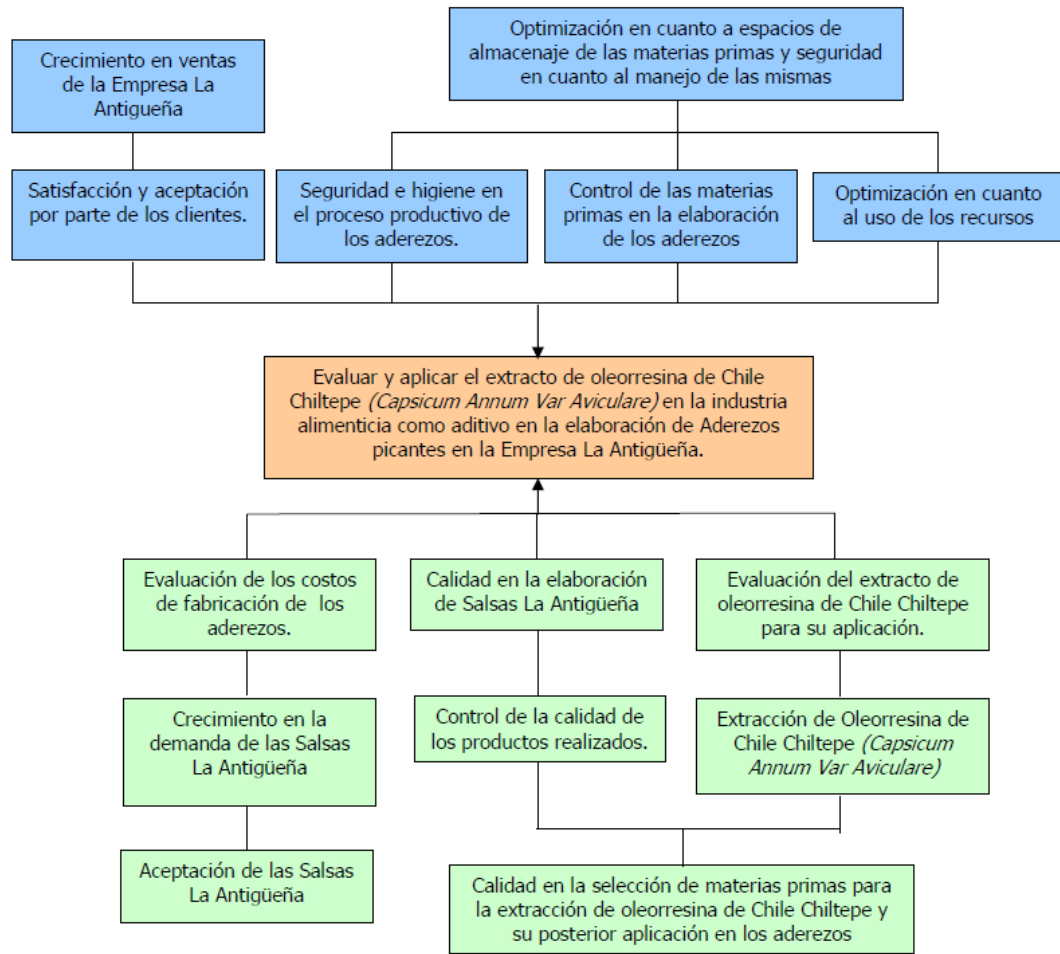 Optimización en cuanto a espacios de
almacenaje de las materias primas y seguridad
en cuanto al manejo de las mismas
Crecimiento en ventas
de la Empresa La
Antigueña
Satisfacción y aceptación
por parte de los clientes.
Seguridad e higiene en
el proceso productivo de
los aderezos.
Control de las materias
primas en la elaboración
de los aderezos
Optimización en cuanto
al uso de los recursos
Evaluar y aplicar el extracto de oleorresina de Chile
Chiltepe (Capsicum Annum Var Aviculare) en la industria
alimenticia como aditivo en la elaboración de Aderezos
picantes en la Empresa La Antigüeña.
Evaluación de los costos
de fabricación de los
aderezos.
Calidad en la elaboración
de Salsas La Antigüeña
Evaluación del extracto de
oleorresina de Chile Chiltepe
para su aplicación.
Crecimiento en la
demanda de las Salsas
La Antigüeña
Control de la calidad de
los productos realizados.
Extracción de Oleorresina de
Chile Chiltepe (Capsicum
Annum Var Aviculare)
Aceptación de las Salsas
La Antigüeña
Calidad en la selección de materias primas para
la extracción de oleorresina de Chile Chiltepe y
su posterior aplicación en los aderezos